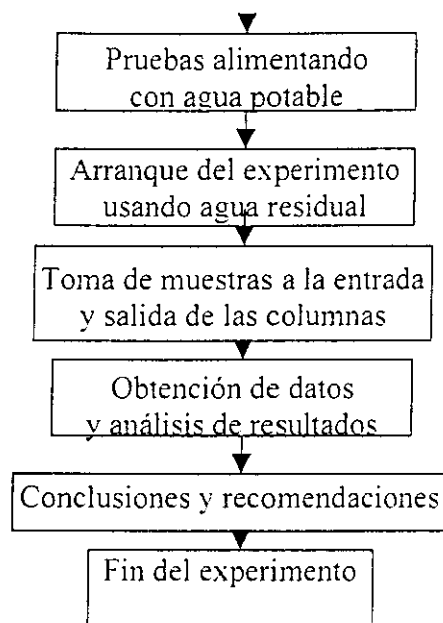 Pruebas alimentando
con agua potable
Arranque del experimento
usando agua residual
Toma de muestras a la entrada
y salida de las columnas
Obtención de datos
y análisis de resultados
Conclusiones y recomendaciones
Fin del experimento